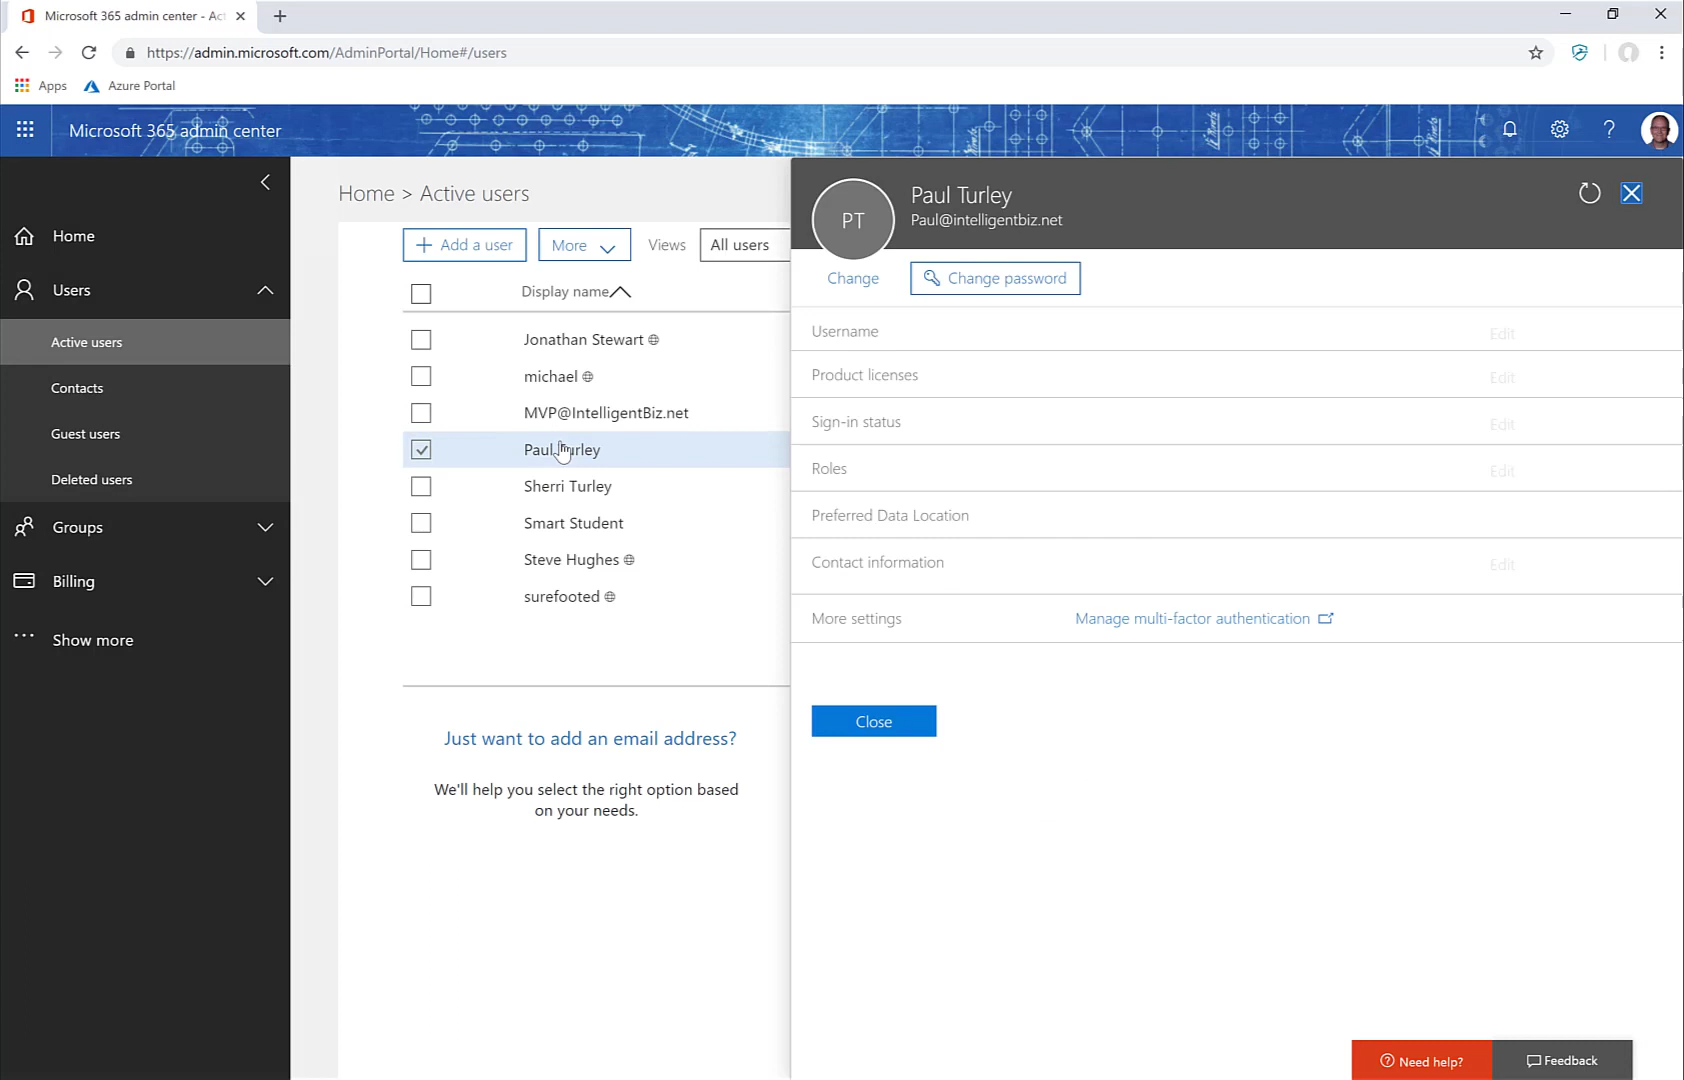 Microsoft 365 admin center - Ac
https://admin.microsoft.com/AdminPortal/Home#/users
Apps
Azure Portal
Microsoft 365 admin center
?
Home
Users
Active users
Contacts
Guest users
Deleted users
Groups
Billing
Show more
Home > Active users
Add a user
More
Views
All users
Display name
Jonathan Stewart
michael
MVP@IntelligentBiz.net
Paul Turley
Sherri Turley
Smart Student
Steve Hughes
surefooted
Just want to add an email address?
We'll help you select the right option based
on your needs.
PT
Paul Turley
Paul@intelligentbiz.net
Change
Change password
Username
Edit
Product licenses
Edit
Sign-in status
Edit
Roles
Edit
Preferred Data Location
Contact information
Edit
More settings
Manage multi-factor authentication
Close
Need help?
Feedback